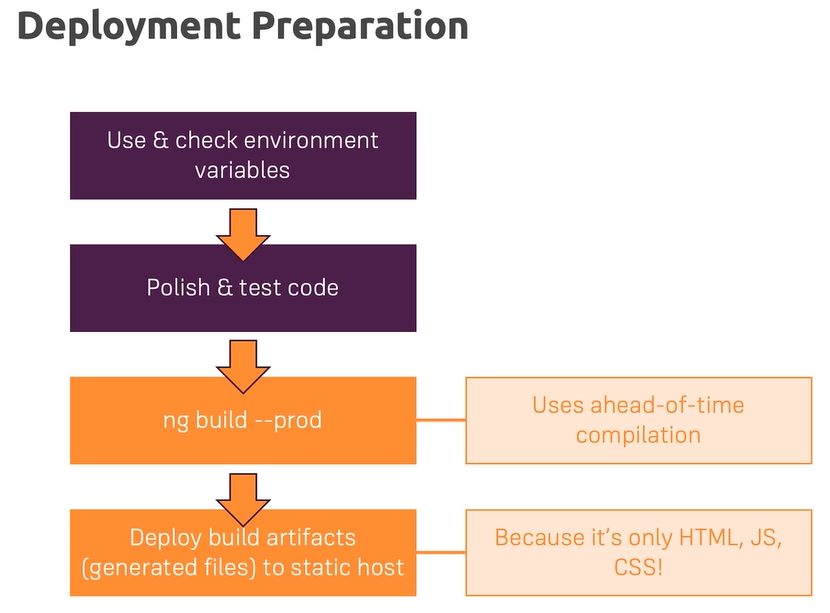 Deployment Preparation
Use & check environment
variables
Polish & test code
ng build --prod
Uses ahead-of-time
compilation
Deploy build artifacts
(generated files) to static host
Because it’s only HTML, JS,
CSS!